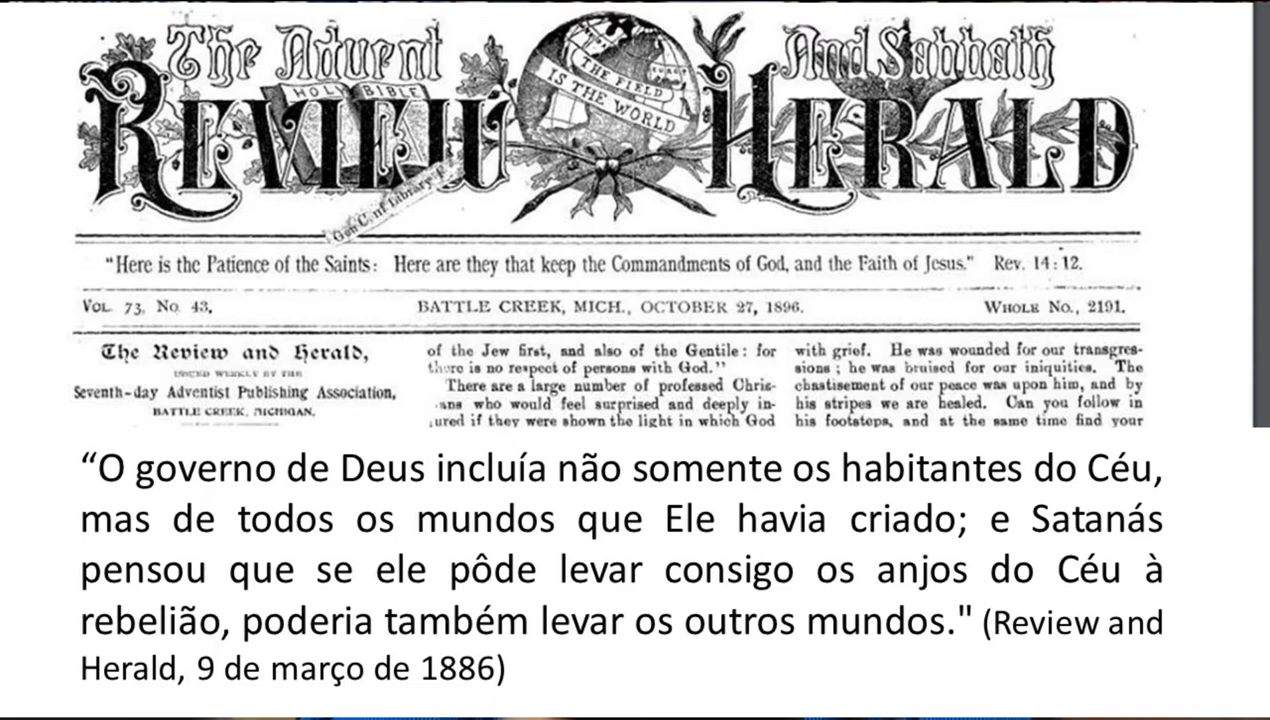 The Advent And Sabbath
REVIEW HERALD
HOLY BIBLE
THE FIELD
IS THE WORLD
Gen. Conf. Library
"Here is the Patience of the Saints: Here are they that keep the Commandments of God, and the Faith of Jesus." Rev. 14:12.
VOL. 73, NO. 43. BATTLE CREEK, MICH., OCTOBER 27, 1896. WHOLE NO., 2191.
The Review and Herald,
ISSUED WEEKLY BY THE
Seventh-day Adventist Publishing Association,
BATTLE CREEK, MICHIGAN.
of the Jew first, and also of the Gentile: for
there is no respect of persons with God."
There are a large number of professed Chris-
ans who would feel surprised and deeply in-
jured if they were shown the light in which God
with grief. He was wounded for our transgres-
sions; he was bruised for our iniquities. The
chastisement of our peace was upon him, and by
his stripes we are healed. Can you follow in
his footsteps, and at the same time find your
“O governo de Deus incluía não somente os habitantes do Céu,
mas de todos os mundos que Ele havia criado; e Satanás
pensou que se ele pôde levar consigo os anjos do Céu à
rebelião, poderia também levar os outros mundos." (Review and
Herald, 9 de março de 1886)